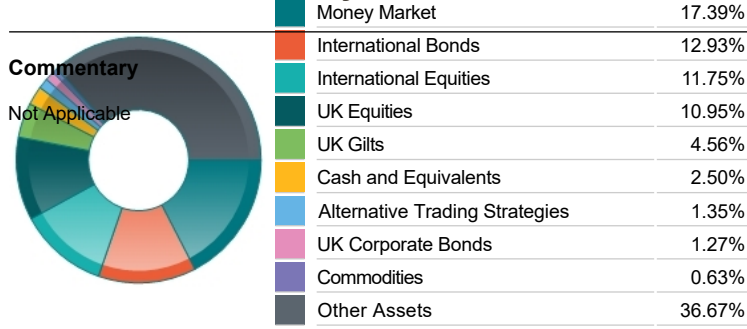 Money Market 17.39%
International Bonds 12.93%
Commentary
International Equities 11.75%
Not Applicable
UK Equities 10.95%
UK Gilts 4.56%
Cash and Equivalents 2.50%
Alternative Trading Strategies 1.35%
UK Corporate Bonds 1.27%
Commodities 0.63%
Other Assets 36.67%